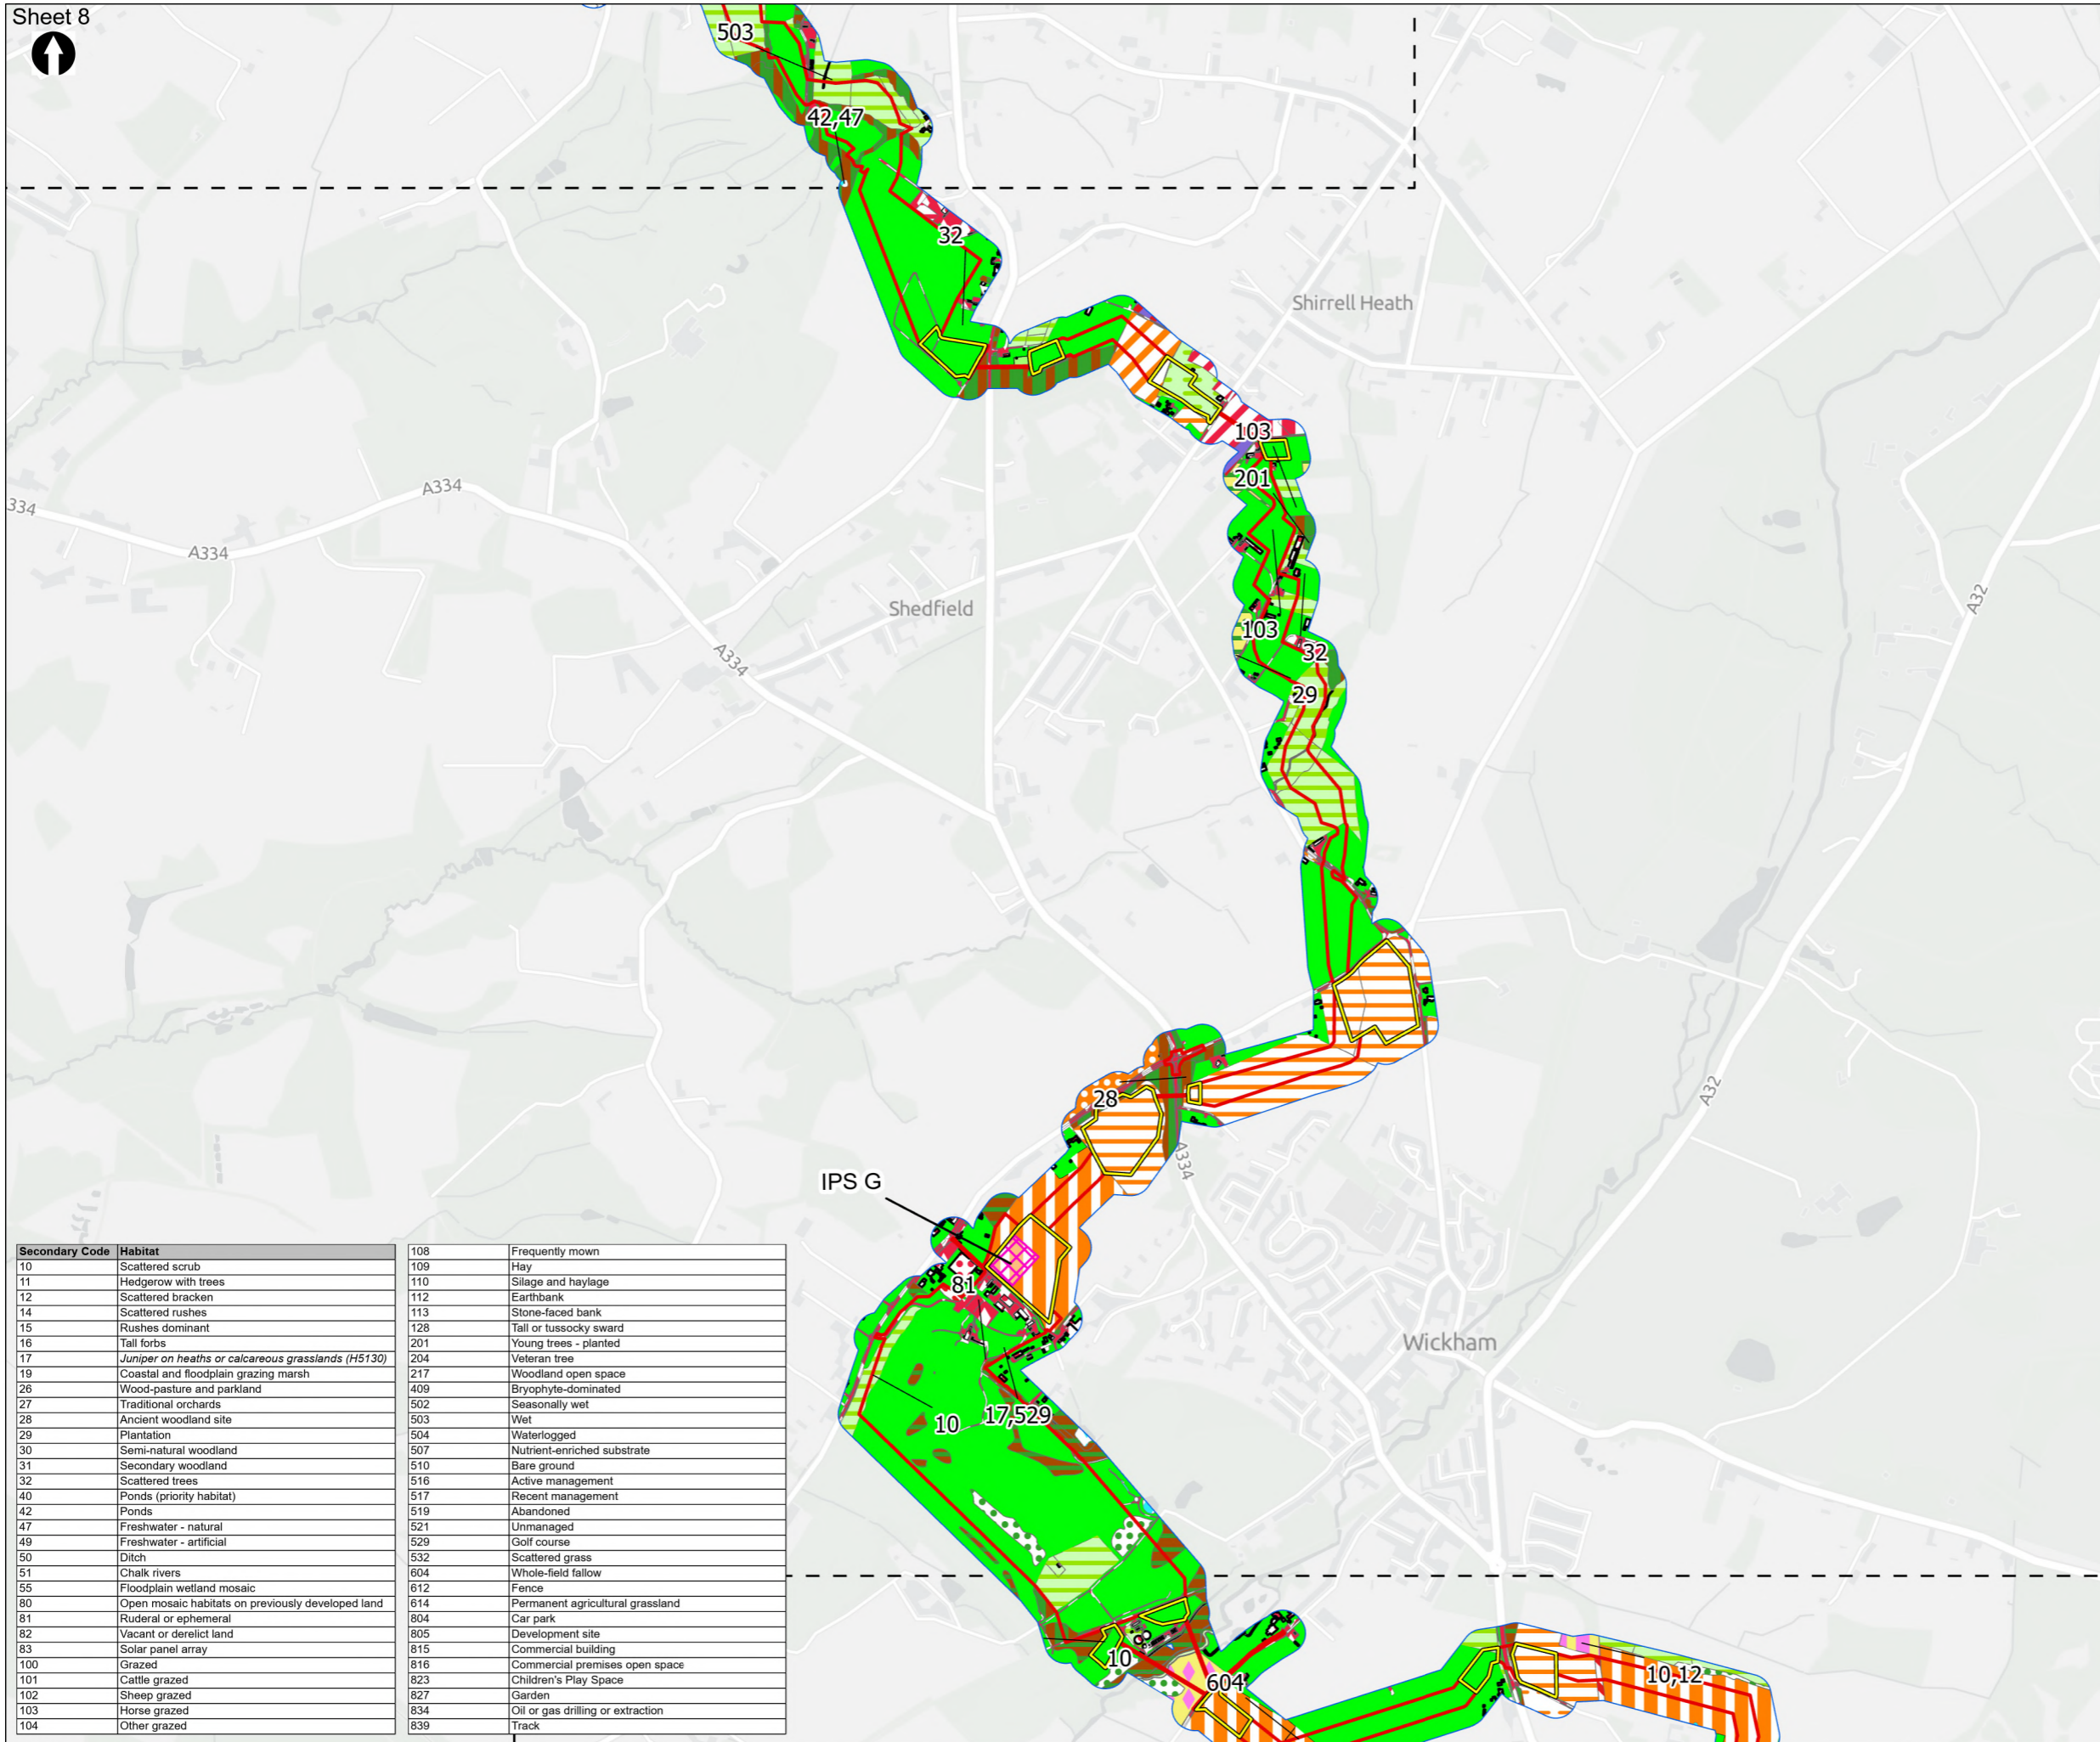 Sheet 8
503
42,47
32
Shirrell Heath
103
201
A334
334
A334
Shedfield
A32
103
32
A334
29
A32
28
A334
IPS G
81
Wickham
10
17,529
10
604
10,12
Secondary Code Habitat
10 Scattered scrub
11 Hedgerow with trees
12 Scattered bracken
14 Scattered rushes
15 Rushes dominant
16 Tall forbs
17 Juniper on heaths or calcareous grasslands (H5130)
19 Coastal and floodplain grazing marsh
26 Wood-pasture and parkland
27 Traditional orchards
28 Ancient woodland site
29 Plantation
30 Semi-natural woodland
31 Secondary woodland
32 Scattered trees
40 Ponds (priority habitat)
42 Ponds
47 Freshwater - natural
49 Freshwater - artificial
50 Ditch
51 Chalk rivers
55 Floodplain wetland mosaic
80 Open mosaic habitats on previously developed land
81 Ruderal or ephemeral
82 Vacant or derelict land
83 Solar panel array
100 Grazed
101 Cattle grazed
102 Sheep grazed
103 Horse grazed
104 Other grazed
108 Frequently mown
109 Hay
110 Silage and haylage
112 Earthbank
113 Stone-faced bank
128 Tall or tussocky sward
201 Young trees - planted
204 Veteran tree
217 Woodland open space
409 Bryophyte-dominated
502 Seasonally wet
503 Wet
504 Waterlogged
507 Nutrient-enriched substrate
510 Bare ground
516 Active management
517 Recent management
519 Abandoned
521 Unmanaged
529 Golf course
532 Scattered grass
604 Whole-field fallow
612 Fence
614 Permanent agricultural grassland
804 Car park
805 Development site
815 Commercial building
816 Commercial premises open space
823 Children's Play Space
827 Garden
834 Oil or gas drilling or extraction
839 Track